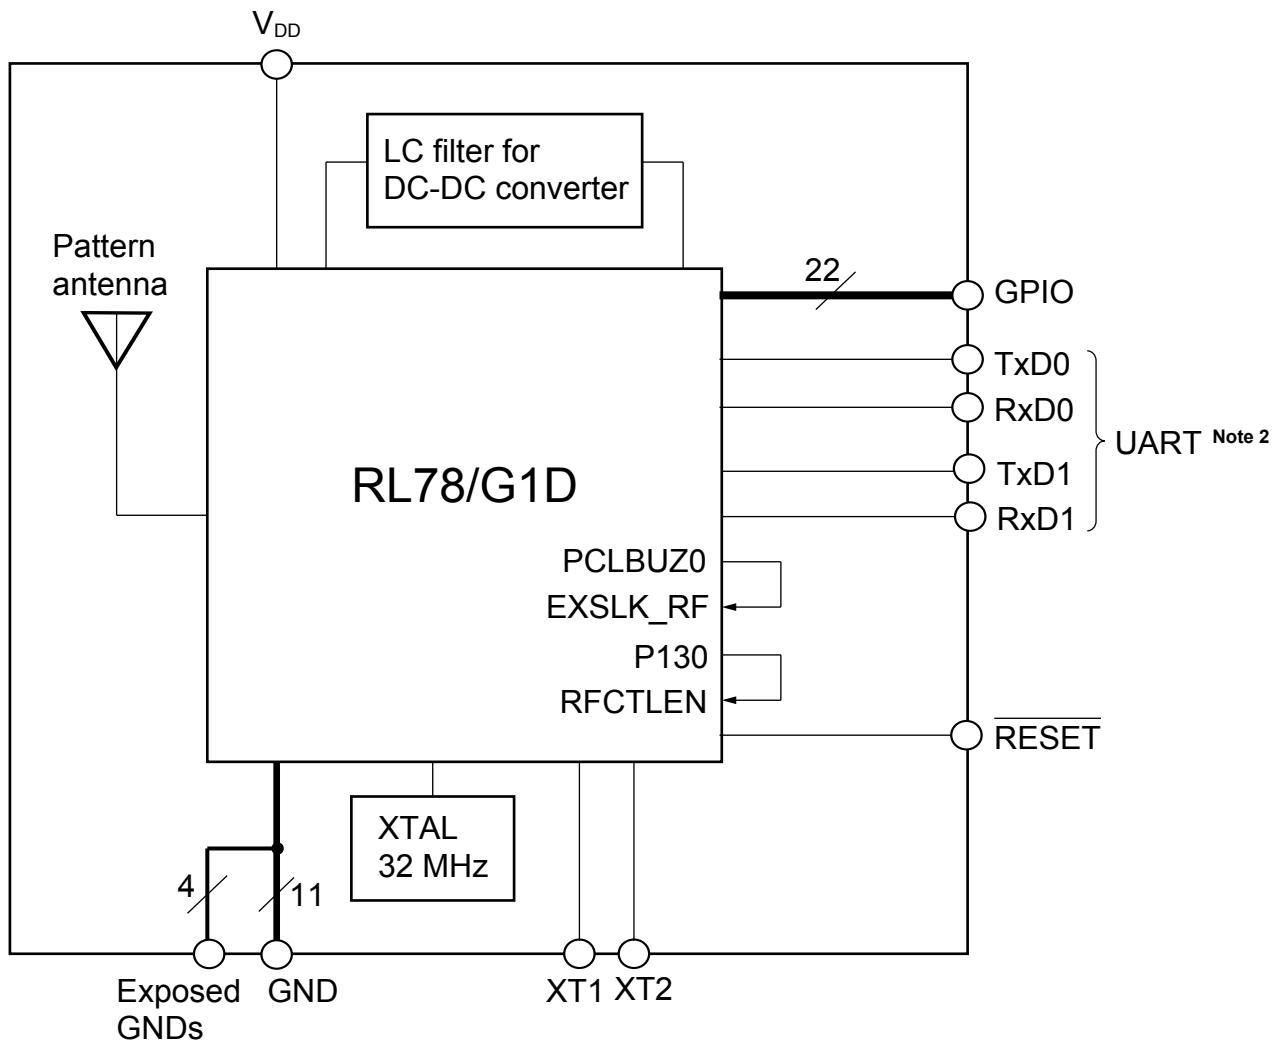 VDD
LC filter for
DC-DC converter
Pattern
antenna
22
GPIO
TxD0
RxD0
UART Note 2
TxD1
RxD1
RL78/G1D
PCLBUZ0
EXSLK_RF
P130
RFCTLEN
RESET
XTAL
32 MHz
4
11
Exposed
GNDs
GND
XT1
XT2